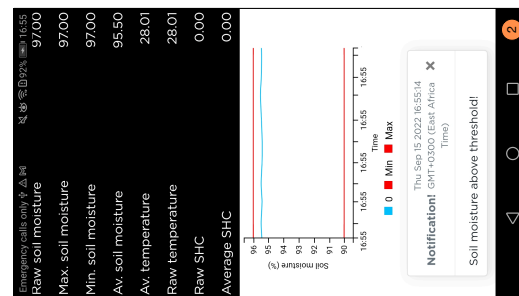 Emergency calls only
92% 16:55
Raw soil moisture 97.00
Max. soil moisture 97.00
Min. soil moisture 97.00
Av. soil moisture 95.50
Av. temperature 28.01
Raw temperature 28.01
Raw SHC 0.00
Average SHC 0.00
Soil moisture (%)
96
95
94
93
92
91
90
16:55 16:55 16:55 16:55 16:55
Time
0 Min Max
Notification! Thu Sep 15 2022 16:55:14
GMT+0300 (East Africa
Time)
Soil moisture above threshold!
2